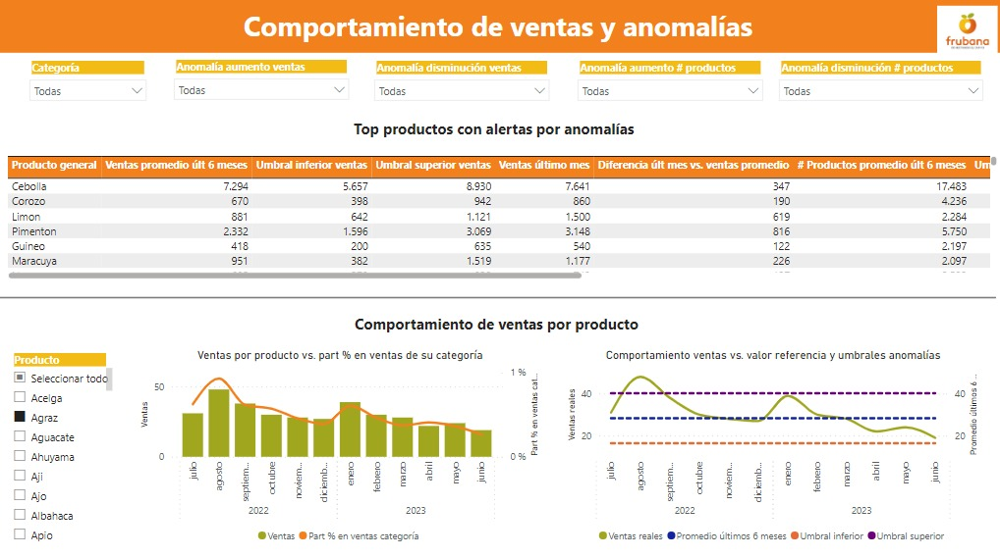 Comportamiento de ventas y anomalías
frubana
Categoría Anomalía aumento ventas Anomalía disminución ventas Anomalía aumento # productos Anomalía disminución # productos
Todas Todas Todas Todas Todas
Top productos con alertas por anomalías
Producto general Ventas promedio últ 6 meses Umbral inferior ventas Umbral superior ventas Ventas último mes Diferencia últ mes vs. ventas promedio # Productos promedio últ 6 meses Um
Cebolla 7.294 5.657 8.930 7.641 347 17.483
Corozo 670 398 942 860 190 4.236
Limon 881 642 1.121 1.500 619 2.284
Pimenton 2.332 1.596 3.069 3.148 816 5.750
Guineo 418 200 635 540 122 2.197
Maracuya 951 382 1.519 1.177 226 2.097
Comportamiento de ventas por producto
Producto
Seleccionar todo
Acelga
Agraz
Aguacate
Ahuyama
Aji
Ajo
Albahaca
Apio
Ventas por producto vs. part % en ventas de su categoría
Ventas
50
0
1 %
0 %
Part % en ventas cat...
julio agosto septiem... octubre noviem... diciemb... enero febrero marzo abril mayo junio
2022 2023
Ventas Part % en ventas categoría
Comportamiento ventas vs. valor referencia y umbrales anomalías
Ventas reales
40
20
40
20
Promedio últimos 6 ...
julio agosto septiem... octubre noviem... diciemb... enero febrero marzo abril mayo junio
2022 2023
Ventas reales Promedio últimos 6 meses Umbral inferior Umbral superior